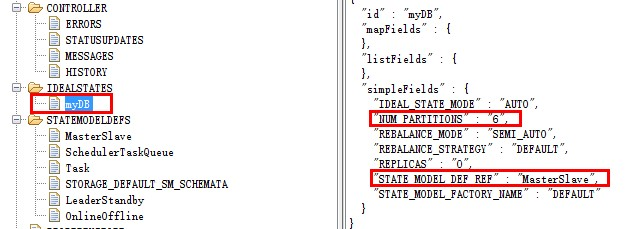 CONTROLLER
ERRORS
STATUSUPDATES
MESSAGES
HISTORY
IDEALSTATES
myDB
STATEMODELDEFS
MasterSlave
SchedulerTaskQueue
Task
STORAGE_DEFAULT_SM_SCHEMATA
LeaderStandby
OnlineOffline
"id" : "myDB",
"mapFields" : {
},
"listFields" : {
},
"simpleFields" : {
"IDEAL_STATE_MODE" : "AUTO",
"NUM_PARTITIONS" : "6",
"REBALANCE_MODE" : "SEMI_AUTO",
"REBALANCE_STRATEGY" : "DEFAULT",
"REPLICAS" : "0",
"STATE_MODEL_DEF_REF" : "MasterSlave",
"STATE_MODEL_FACTORY_NAME" : "DEFAULT"
}
}